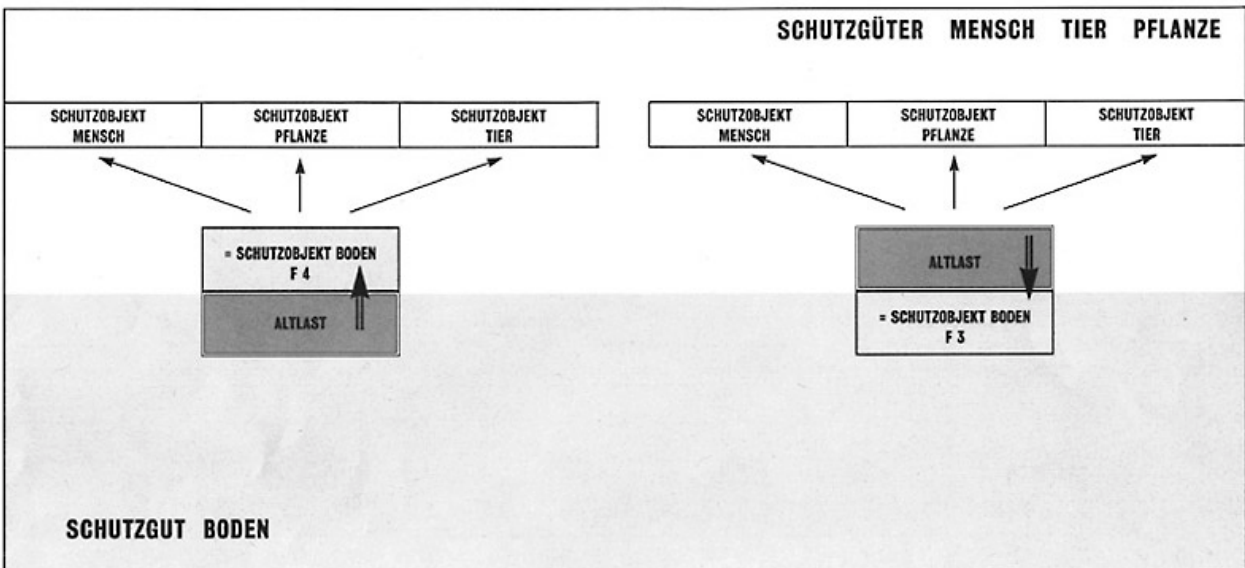 SCHUTZGÜTER MENSCH TIER PFLANZE
SCHUTZOBJEKT
MENSCH
SCHUTZOBJEKT
PFLANZE
SCHUTZOBJEKT
TIER
SCHUTZOBJEKT
MENSCH
SCHUTZOBJEKT
PFLANZE
SCHUTZOBJEKT
TIER
= SCHUTZOBJEKT BODEN
F 4
ALTLAST
ALTLAST
= SCHUTZOBJEKT BODEN
F 3
SCHUTZGUT BODEN